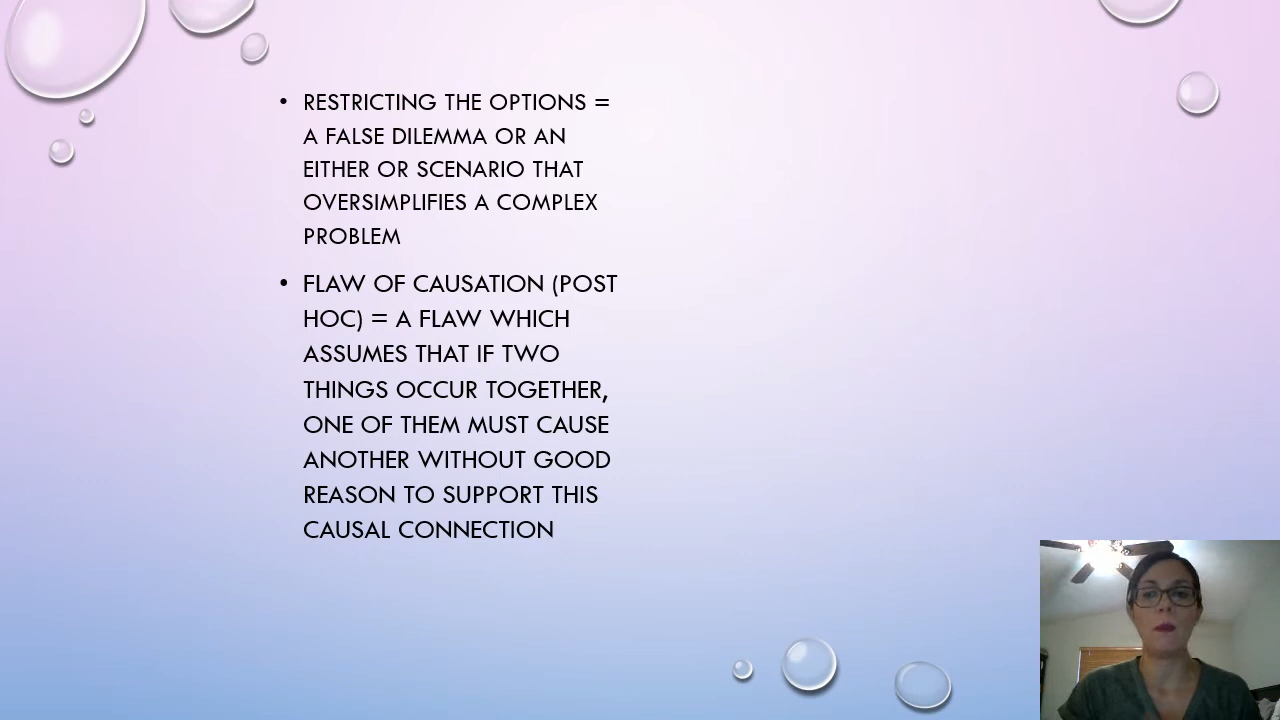 • RESTRICTING THE OPTIONS =
A FALSE DILEMMA OR AN
EITHER OR SCENARIO THAT
OVERSIMPLIFIES A COMPLEX
PROBLEM
• FLAW OF CAUSATION (POST
HOC) = A FLAW WHICH
ASSUMES THAT IF TWO
THINGS OCCUR TOGETHER,
ONE OF THEM MUST CAUSE
ANOTHER WITHOUT GOOD
REASON TO SUPPORT THIS
CAUSAL CONNECTION